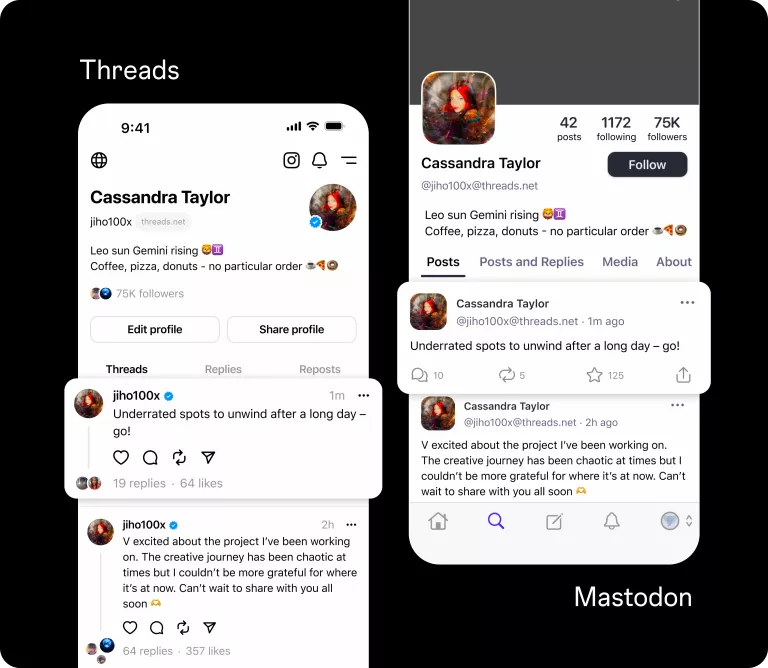 Threads
9:41
Cassandra Taylor
jiho100x threads.net
Leo sun Gemini rising 🦁♊
Coffee, pizza, donuts - no particular order ☕🍕🍩
75K followers
Edit profile Share profile
Threads Replies Reposts
jiho100x 1m
Underrated spots to unwind after a long day –
go!
19 replies · 64 likes
jiho100x 2h
V excited about the project I’ve been working
on. The creative journey has been chaotic at
times but I couldn’t be more grateful for where
it’s at now. Can’t wait to share with you all
soon 🫶
64 replies · 357 likes
42 1172 75K
posts following followers
Cassandra Taylor
Follow
@jiho100x@threads.net
Leo sun Gemini rising 🦁♊
Coffee, pizza, donuts - no particular order ☕🍕🍩
Posts Posts and Replies Media About
Cassandra Taylor
@jiho100x@threads.net · 1m ago
Underrated spots to unwind after a long day – go!
10 5 125
Cassandra Taylor
@jiho100x@threads.net · 2h ago
V excited about the project I’ve been working on.
The creative journey has been chaotic at times but I
couldn’t be more grateful for where it’s at now. Can’t
wait to share with you all soon 🫶
Mastodon